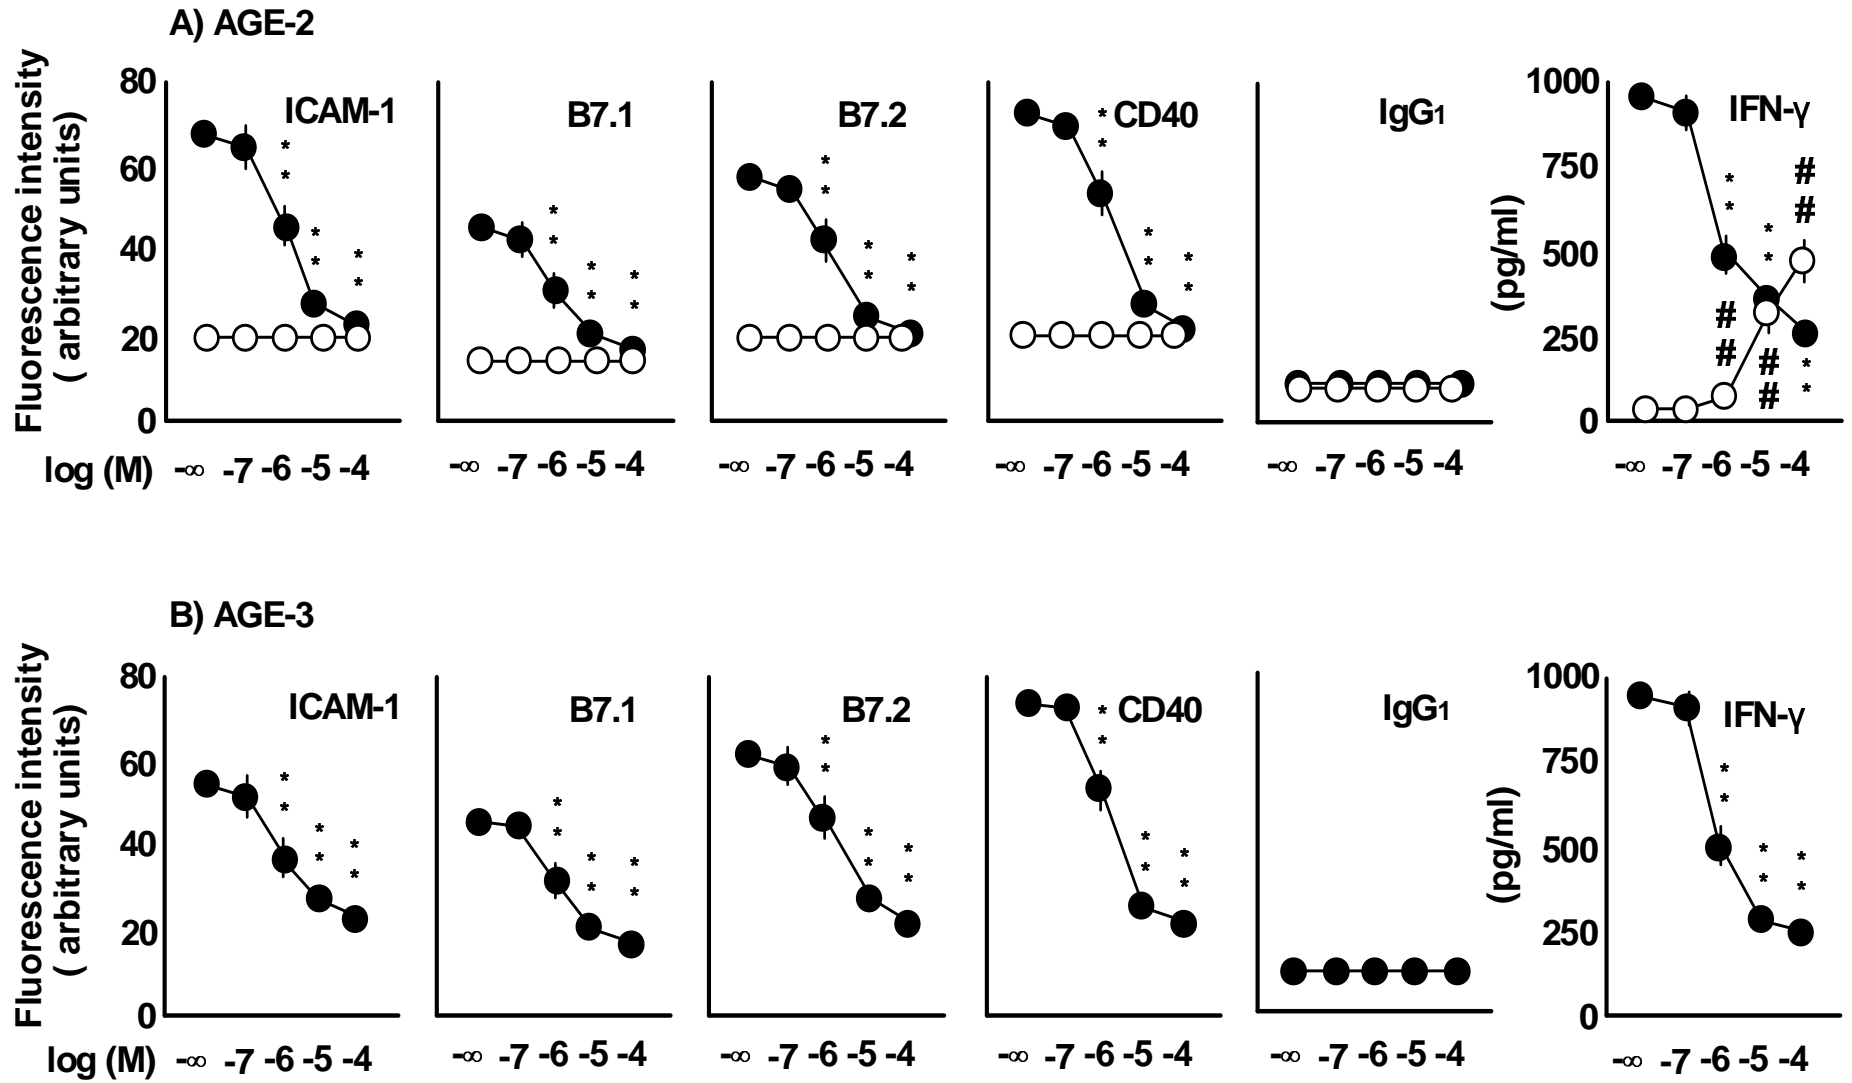 A) AGE-2
Fluorescence intensity
( arbitrary units)
80
60
40
20
0
ICAM-1
* *
* *
* *
B7.1
* *
* *
* *
B7.2
* *
* *
* *
CD40
* *
* *
* *
IgG1
(pg/ml)
1000
750
500
250
0
IFN-γ
* *
* *
* *
# #
# #
# #
log (M) -∞ -7 -6 -5 -4
-∞ -7 -6 -5 -4
-∞ -7 -6 -5 -4
-∞ -7 -6 -5 -4
-∞ -7 -6 -5 -4
-∞ -7 -6 -5 -4
B) AGE-3
Fluorescence intensity
( arbitrary units)
80
60
40
20
0
ICAM-1
* *
* *
* *
B7.1
* *
* *
* *
B7.2
* *
* *
* *
CD40
* *
* *
* *
IgG1
(pg/ml)
1000
750
500
250
0
IFN-γ
* *
* *
* *
log (M) -∞ -7 -6 -5 -4
-∞ -7 -6 -5 -4
-∞ -7 -6 -5 -4
-∞ -7 -6 -5 -4
-∞ -7 -6 -5 -4
-∞ -7 -6 -5 -4